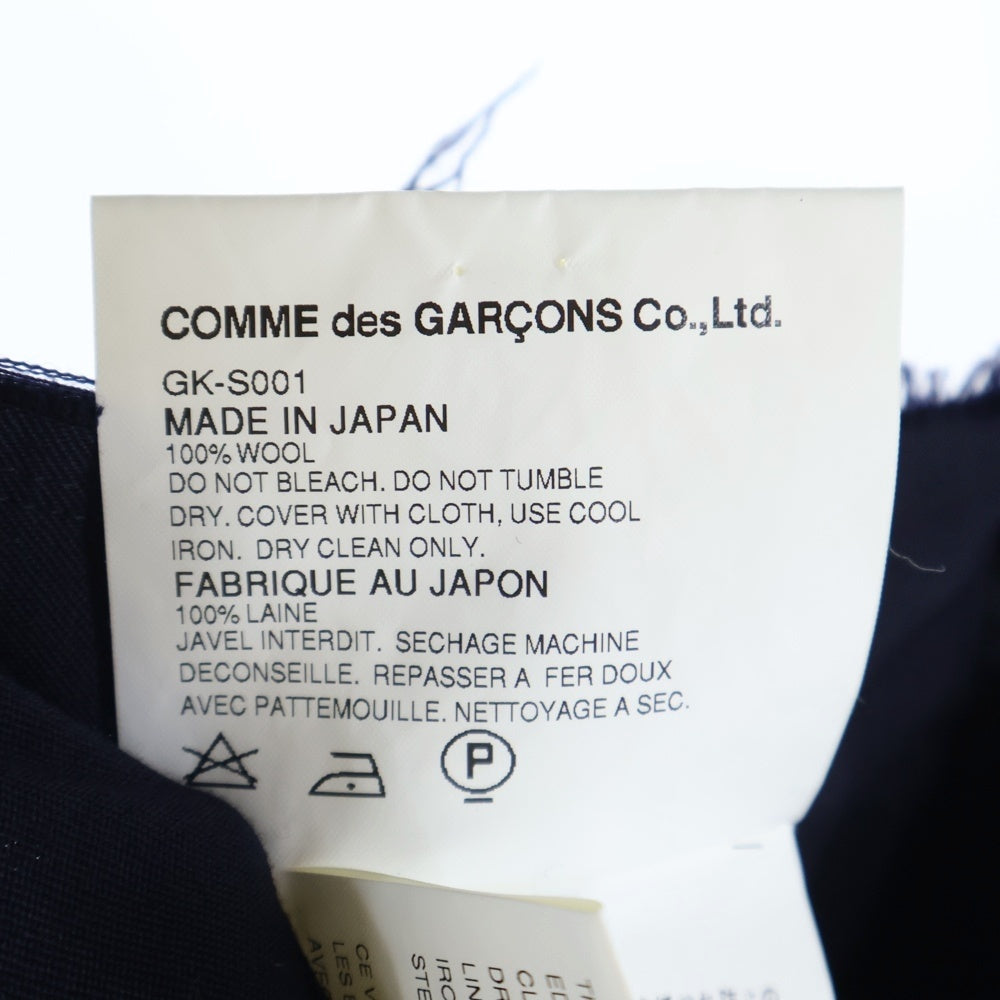 COMME des GARÇONS Co.,Ltd.
GK-S001
MADE IN JAPAN
100% WOOL
DO NOT BLEACH. DO NOT TUMBLE
DRY. COVER WITH CLOTH, USE COOL
IRON. DRY CLEAN ONLY.
FABRIQUE AU JAPON
100% LAINE
JAVEL INTERDIT. SECHAGE MACHINE
DECONSEILLE. REPASSER A FER DOUX
AVEC PATTEMOUILLE. NETTOYAGE A SEC.
P